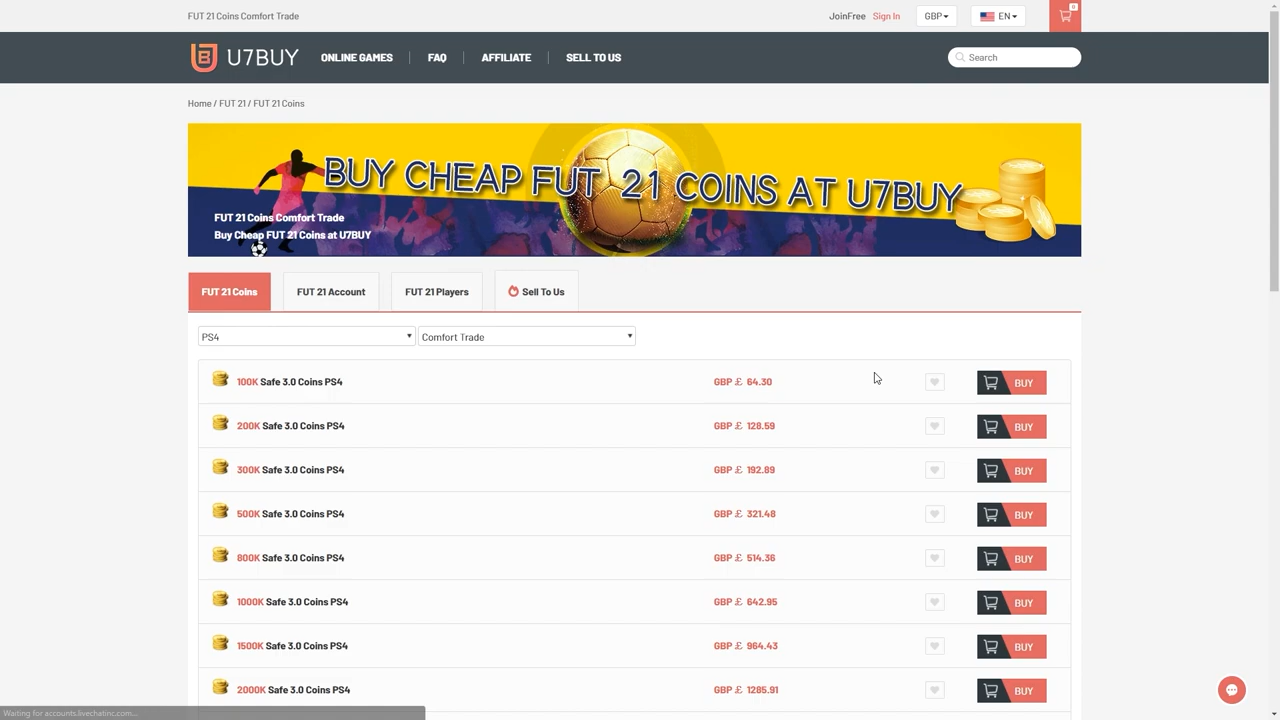 FUT 21 Coins Comfort Trade
JoinFree Sign In GBP EN 0
U7BUY ONLINE GAMES FAQ AFFILIATE SELL TO US Search
Home / FUT 21 / FUT 21 Coins
BUY CHEAP FUT 21 COINS AT U7BUY
FUT 21 Coins Comfort Trade
Buy Cheap FUT 21 Coins at U7BUY
FUT 21 Coins FUT 21 Account FUT 21 Players Sell To Us
PS4 Comfort Trade
100K Safe 3.0 Coins PS4 GBP £ 64.30 BUY
200K Safe 3.0 Coins PS4 GBP £ 128.59 BUY
300K Safe 3.0 Coins PS4 GBP £ 192.89 BUY
500K Safe 3.0 Coins PS4 GBP £ 321.48 BUY
800K Safe 3.0 Coins PS4 GBP £ 514.36 BUY
1000K Safe 3.0 Coins PS4 GBP £ 642.95 BUY
1500K Safe 3.0 Coins PS4 GBP £ 964.43 BUY
2000K Safe 3.0 Coins PS4 GBP £ 1285.91 BUY
Waiting for accounts.livechatinc.com...